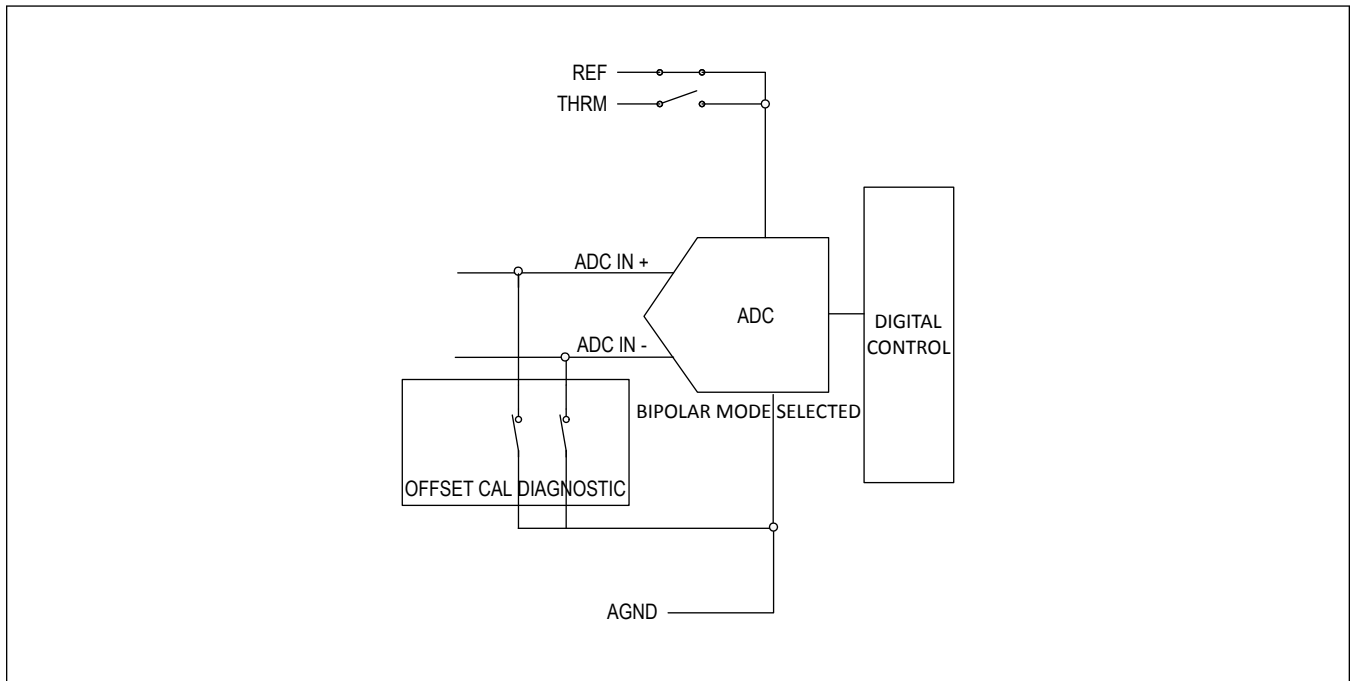 REF
THRM
ADC IN +
ADC
DIGITAL
CONTROL
ADC IN -
BIPOLAR MODE SELECTED
OFFSET CAL DIAGNOSTIC
AGND